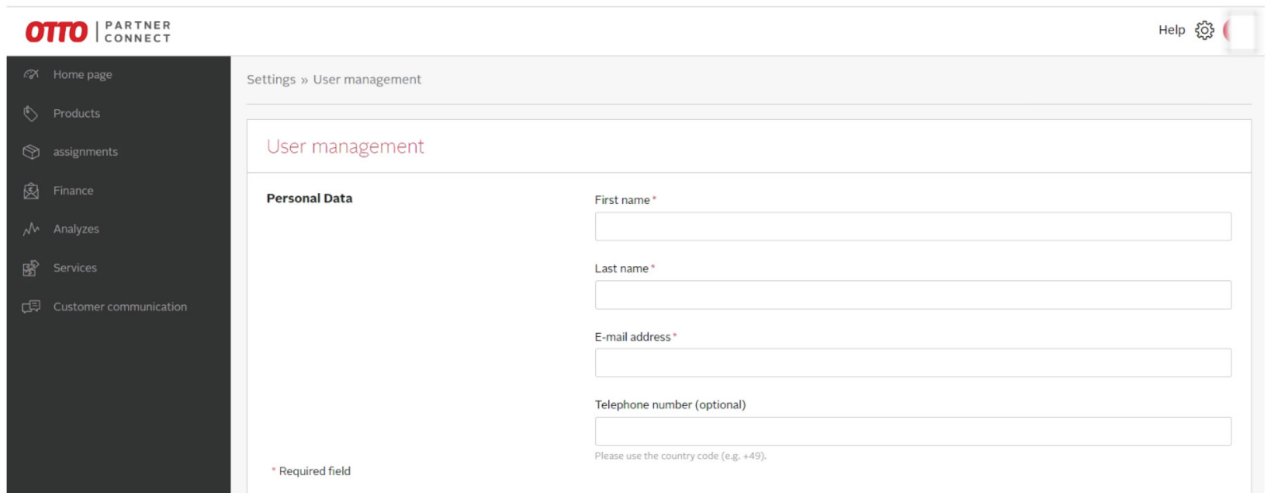 OTTO | PARTNER
CONNECT
Help
Home page
Products
assignments
Finance
Analyzes
Services
Customer communication
Settings » User management
User management
Personal Data
First name *
Last name *
E-mail address *
Telephone number (optional)
Please use the country code (e.g. +49).
* Required field